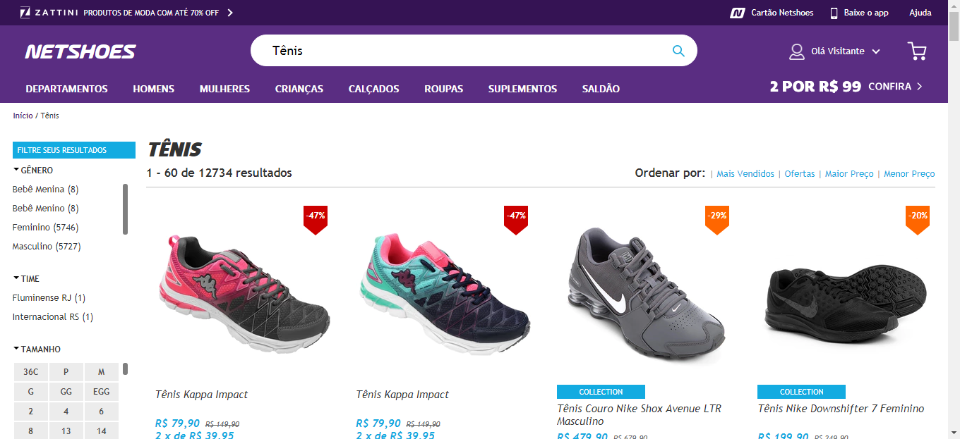 ZATTINI PRODUTOS DE MODA COM ATÉ 70% OFF
Cartão Netshoes
Baixe o app
Ajuda
NETSHOES
Tênis
Olá Visitante
DEPARTAMENTOS HOMENS MULHERES CRIANÇAS CALÇADOS ROUPAS SUPLEMENTOS SALDÃO
2 POR R$ 99 CONFIRA
Início / Tênis
FILTRE SEUS RESULTADOS
GÊNERO
Bebê Menina (8)
Bebê Menino (8)
Feminino (5746)
Masculino (5727)
TIME
Fluminense RJ (1)
Internacional RS (1)
TAMANHO
36C P M
G GG EGG
2 4 6
8 13 14
TÊNIS
1 - 60 de 12734 resultados
Ordenar por: | Mais Vendidos | Ofertas | Maior Preço | Menor Preço
-47%
-47%
-29%
-20%
Tênis Kappa Impact
R$ 79,90 R$ 149,90
2 x de R$ 39,95
Tênis Kappa Impact
R$ 79,90 R$ 149,90
2 x de R$ 39,95
COLLECTION
Tênis Couro Nike Shox Avenue LTR
Masculino
R$ 479,90 R$ 679,90
COLLECTION
Tênis Nike Downshifter 7 Feminino
R$ 199,90 R$ 249,90